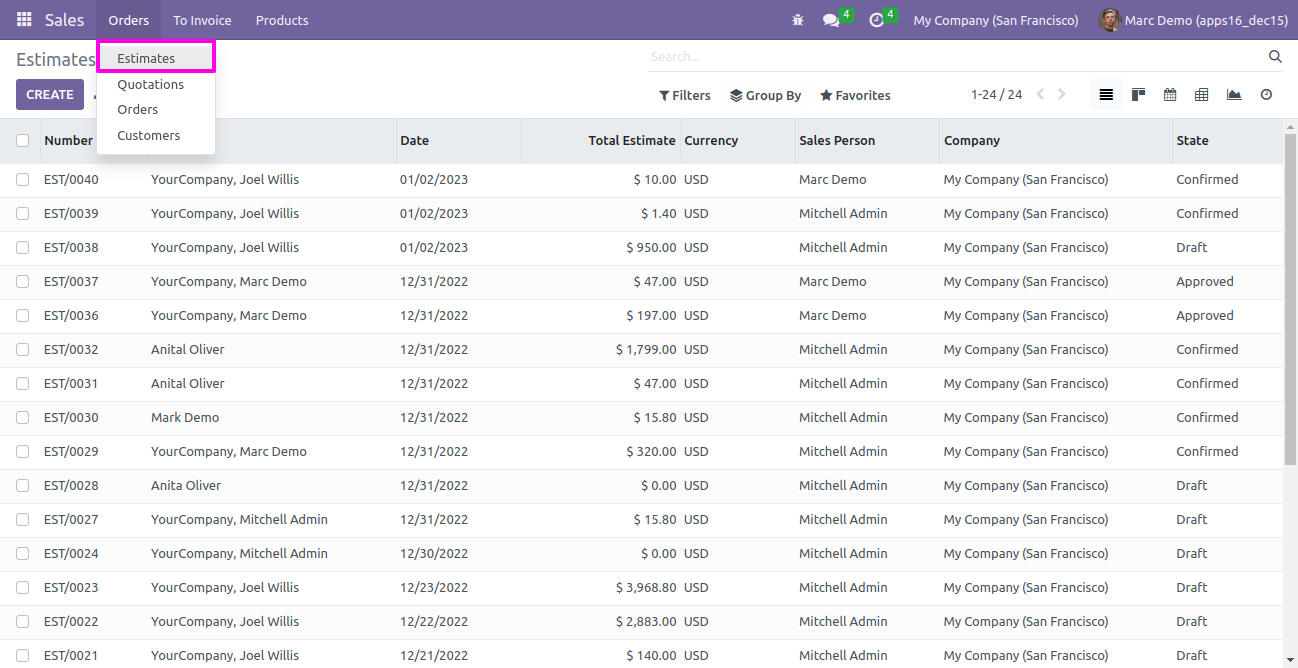 Sales Orders To Invoice Products 4 4 My Company (San Francisco) Marc Demo (apps16_dec15)
Estimates Search...
Estimates
Quotations
Orders
Customers
CREATE Filters Group By Favorites 1-24 / 24
Number Date Total Estimate Currency Sales Person Company State
EST/0040 YourCompany, Joel Willis 01/02/2023 $ 10.00 USD Marc Demo My Company (San Francisco) Confirmed
EST/0039 YourCompany, Joel Willis 01/02/2023 $ 1.40 USD Mitchell Admin My Company (San Francisco) Confirmed
EST/0038 YourCompany, Joel Willis 01/02/2023 $ 950.00 USD Mitchell Admin My Company (San Francisco) Draft
EST/0037 YourCompany, Marc Demo 12/31/2022 $ 47.00 USD Marc Demo My Company (San Francisco) Approved
EST/0036 YourCompany, Marc Demo 12/31/2022 $ 197.00 USD Marc Demo My Company (San Francisco) Approved
EST/0032 Anital Oliver 12/31/2022 $ 1,799.00 USD Mitchell Admin My Company (San Francisco) Confirmed
EST/0031 Anital Oliver 12/31/2022 $ 47.00 USD Mitchell Admin My Company (San Francisco) Confirmed
EST/0030 Mark Demo 12/31/2022 $ 15.80 USD Mitchell Admin My Company (San Francisco) Confirmed
EST/0029 YourCompany, Marc Demo 12/31/2022 $ 320.00 USD Mitchell Admin My Company (San Francisco) Confirmed
EST/0028 Anita Oliver 12/31/2022 $ 0.00 USD Mitchell Admin My Company (San Francisco) Draft
EST/0027 YourCompany, Mitchell Admin 12/31/2022 $ 15.80 USD Mitchell Admin My Company (San Francisco) Draft
EST/0024 YourCompany, Mitchell Admin 12/30/2022 $ 0.00 USD Mitchell Admin My Company (San Francisco) Draft
EST/0023 YourCompany, Joel Willis 12/23/2022 $ 3,968.80 USD Mitchell Admin My Company (San Francisco) Draft
EST/0022 YourCompany, Joel Willis 12/22/2022 $ 2,883.00 USD Mitchell Admin My Company (San Francisco) Draft
EST/0021 YourCompany, Joel Willis 12/21/2022 $ 140.00 USD Mitchell Admin My Company (San Francisco) Draft